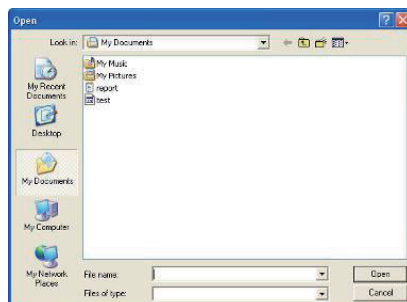 Open
Look in: My Documents
My Recent
Documents
Desktop
My Documents
My Computer
My Network
Places
My Music
My Pictures
report
test
File name: Open
Files of type: Cancel